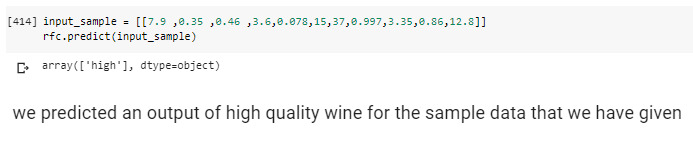 [414] input_sample = [[7.9 ,0.35 ,0.46 ,3.6,0.078,15,37,0.997,3.35,0.86,12.8]]
rfc.predict(input_sample)
array(['high'], dtype=object)
we predicted an output of high quality wine for the sample data that we have given